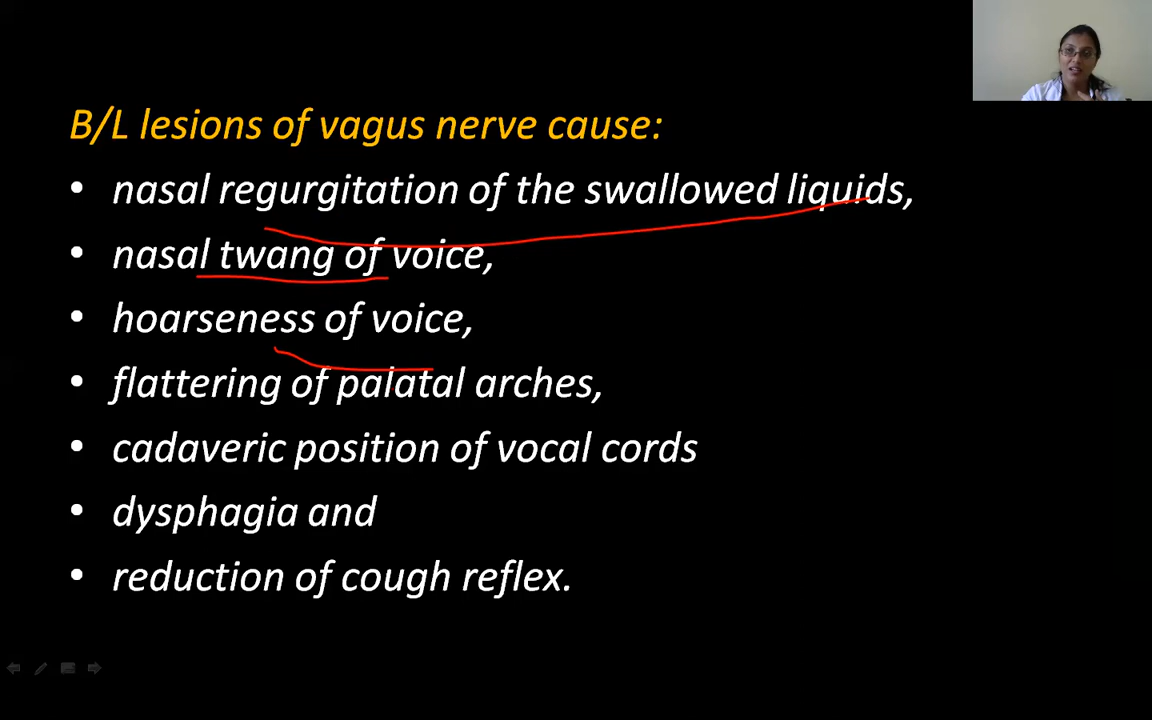 B/L lesions of vagus nerve cause:
• nasal regurgitation of the swallowed liquids,
• nasal twang of voice,
• hoarseness of voice,
• flattering of palatal arches,
• cadaveric position of vocal cords
• dysphagia and
• reduction of cough reflex.